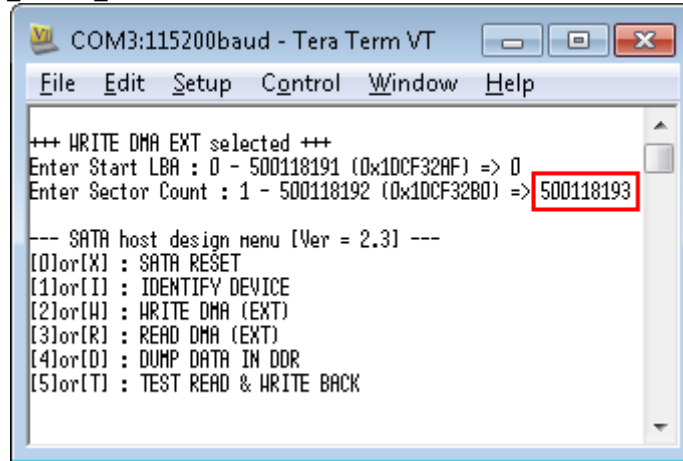 COM3:115200baud - Tera Term VT
File Edit Setup Control Window Help
+++ WRITE DMA EXT selected +++
Enter Start LBA : 0 - 500118191 (0x1DCF32AF) => 0
Enter Sector Count : 1 - 500118192 (0x1DCF32B0) => 500118193
--- SATA host design menu [Ver = 2.3] ---
[0]or[X] : SATA RESET
[1]or[I] : IDENTIFY DEVICE
[2]or[W] : WRITE DMA (EXT)
[3]or[R] : READ DMA (EXT)
[4]or[D] : DUMP DATA IN DDR
[5]or[T] : TEST READ & WRITE BACK